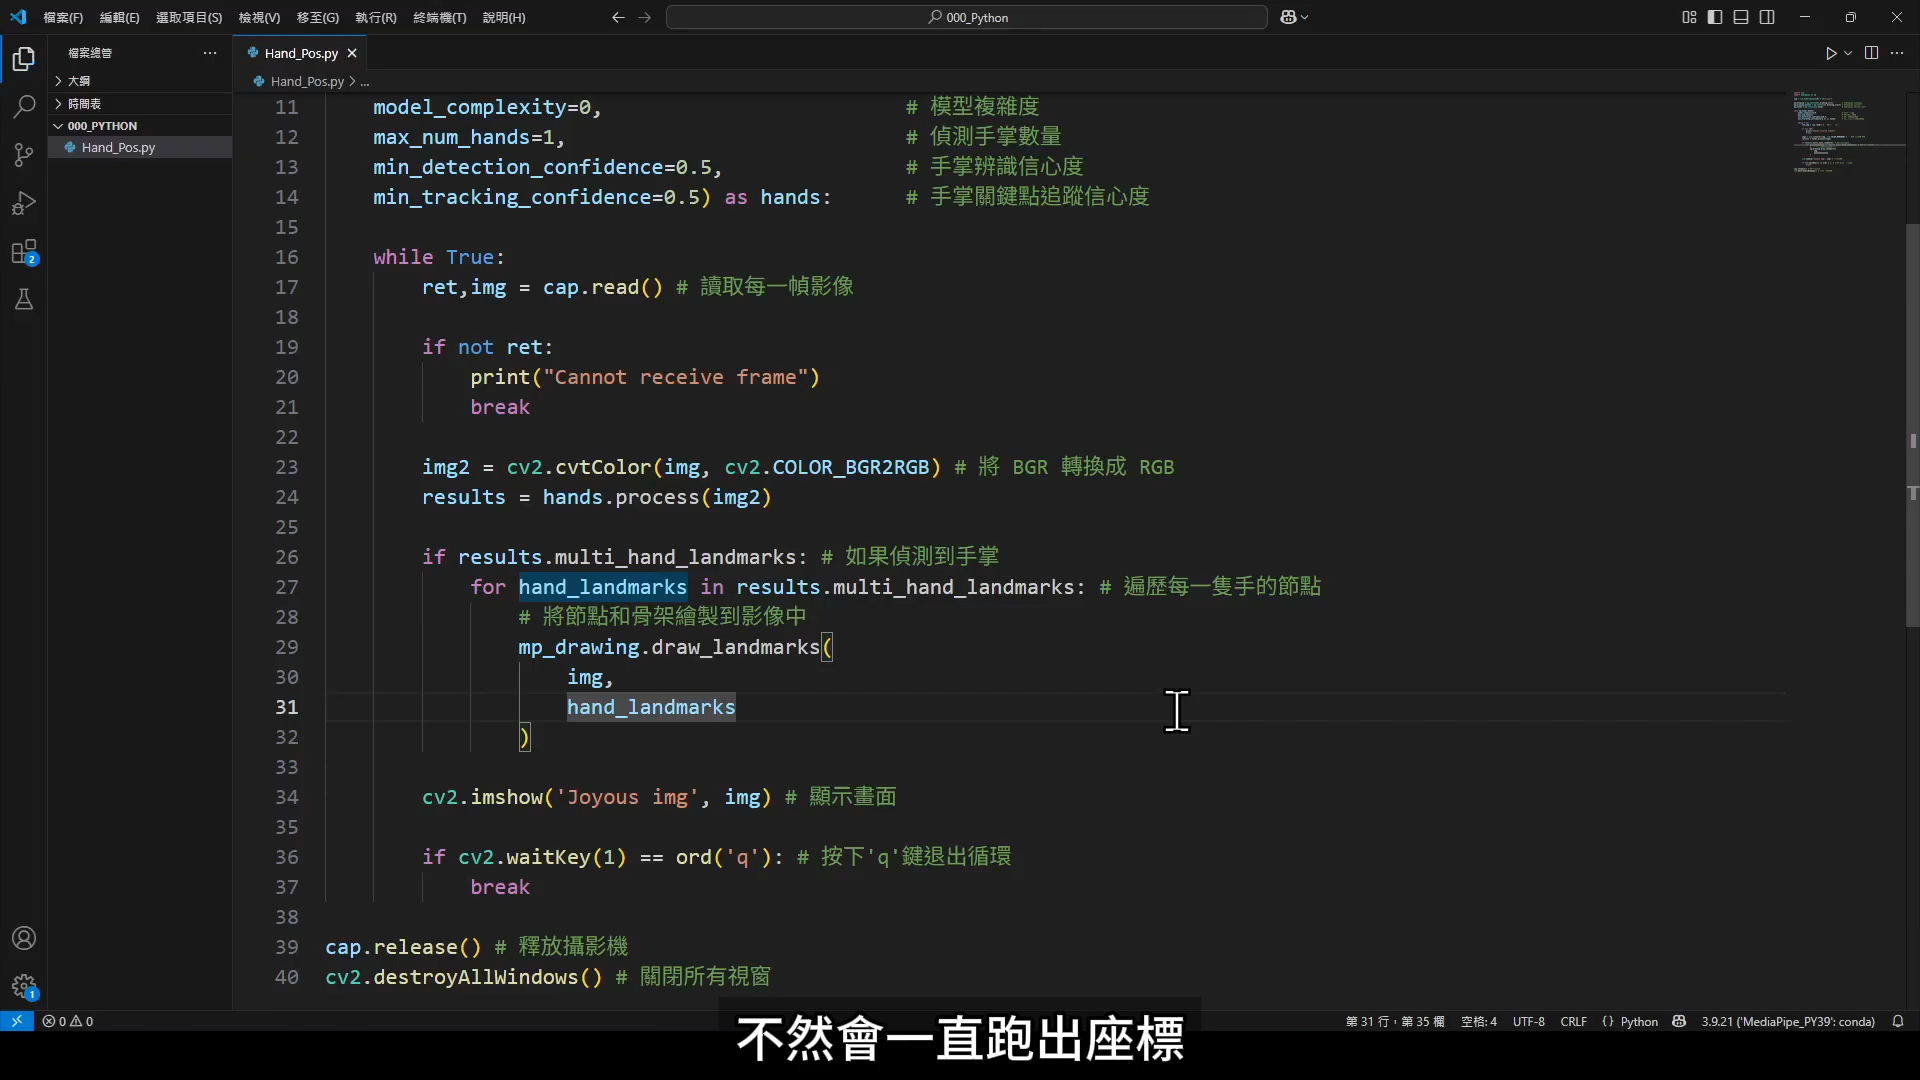 檔案(F) 編輯(E) 選取項目(S) 檢視(V) 移至(G) 執行(R) 終端機(T) 說明(H) 000_Python
檔案總管
大綱
時間表
000_PYTHON
Hand_Pos.py
2
1
Hand_Pos.py
Hand_Pos.py > ...
11 model_complexity=0, # 模型複雜度
12 max_num_hands=1, # 偵測手掌數量
13 min_detection_confidence=0.5, # 手掌辨識信心度
14 min_tracking_confidence=0.5) as hands: # 手掌關鍵點追蹤信心度
15
16 while True:
17 ret,img = cap.read() # 讀取每一幀影像
18
19 if not ret:
20 print("Cannot receive frame")
21 break
22
23 img2 = cv2.cvtColor(img, cv2.COLOR_BGR2RGB) # 將 BGR 轉換成 RGB
24 results = hands.process(img2)
25
26 if results.multi_hand_landmarks: # 如果偵測到手掌
27 for hand_landmarks in results.multi_hand_landmarks: # 遍歷每一隻手的節點
28 # 將節點和骨架繪製到影像中
29 mp_drawing.draw_landmarks(
30 img,
31 hand_landmarks
32 )
33
34 cv2.imshow('Joyous img', img) # 顯示畫面
35
36 if cv2.waitKey(1) == ord('q'): # 按下'q'鍵退出循環
37 break
38
39 cap.release() # 釋放攝影機
40 cv2.destroyAllWindows() # 關閉所有視窗
0 0 第 31 行，第 35 欄 空格: 4 UTF-8 CRLF {} Python 3.9.21 ('MediaPipe_PY39': conda)
不然會一直跑出座標